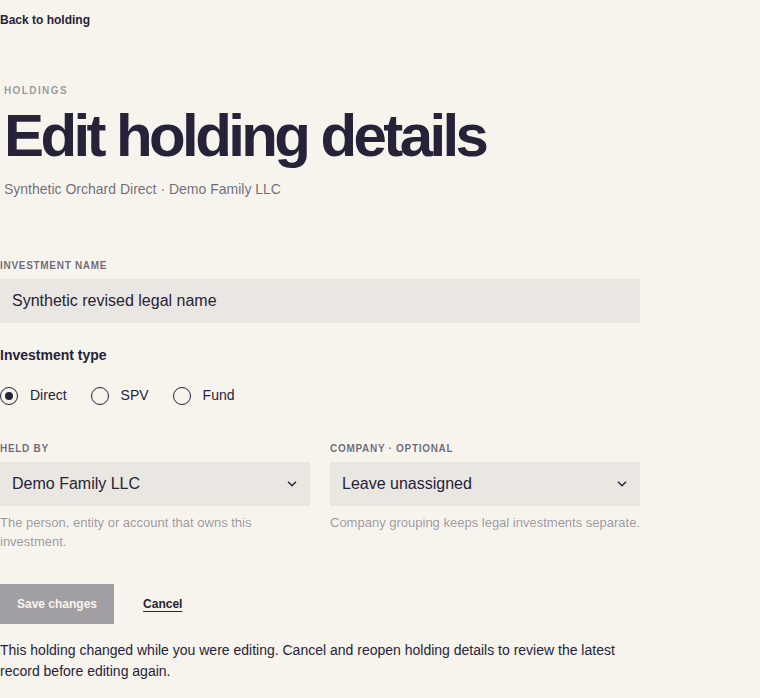 Back to holding
HOLDINGS
Edit holding details
Synthetic Orchard Direct · Demo Family LLC
INVESTMENT NAME
Synthetic revised legal name
Investment type
Direct SPV Fund
HELD BY COMPANY · OPTIONAL
Demo Family LLC Leave unassigned
The person, entity or account that owns this Company grouping keeps legal investments separate.
investment.
Save changes Cancel
This holding changed while you were editing. Cancel and reopen holding details to review the latest
record before editing again.